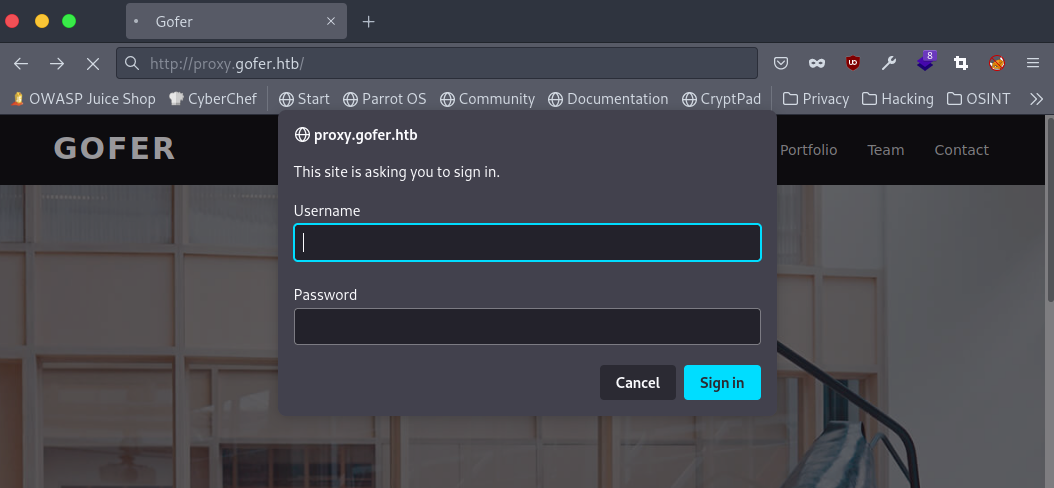 Gofer
http://proxy.gofer.htb/
8
OWASP Juice Shop CyberChef Start Parrot OS Community Documentation CryptPad Privacy Hacking OSINT
GOFER Portfolio Team Contact
proxy.gofer.htb
This site is asking you to sign in.
Username
Password
Cancel Sign in